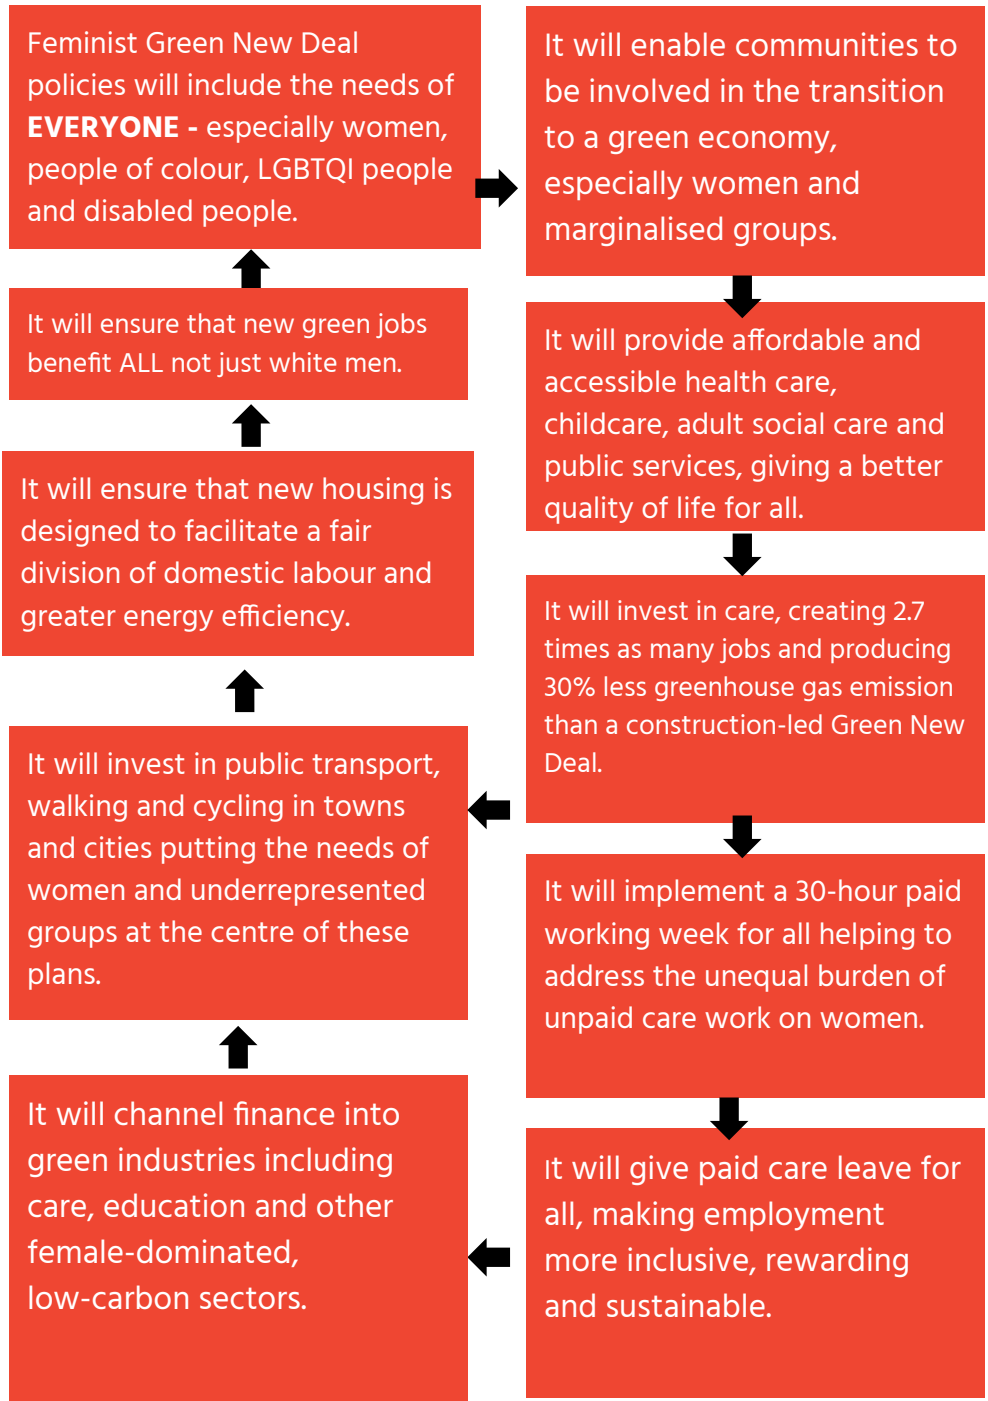 Feminist Green New Deal
policies will include the needs of
EVERYONE - especially women,
people of colour, LGBTQI people
and disabled people.
It will enable communities to
be involved in the transition
to a green economy,
especially women and
marginalised groups.
It will provide affordable and
accessible health care,
childcare, adult social care and
public services, giving a better
quality of life for all.
It will invest in care, creating 2.7
times as many jobs and producing
30% less greenhouse gas emission
than a construction-led Green New
Deal.
It will implement a 30-hour paid
working week for all helping to
address the unequal burden of
unpaid care work on women.
It will give paid care leave for
all, making employment
more inclusive, rewarding
and sustainable.
It will channel finance into
green industries including
care, education and other
female-dominated,
low-carbon sectors.
It will invest in public transport,
walking and cycling in towns
and cities putting the needs of
women and underrepresented
groups at the centre of these
plans.
It will ensure that new housing is
designed to facilitate a fair
division of domestic labour and
greater energy efficiency.
It will ensure that new green jobs
benefit ALL not just white men.